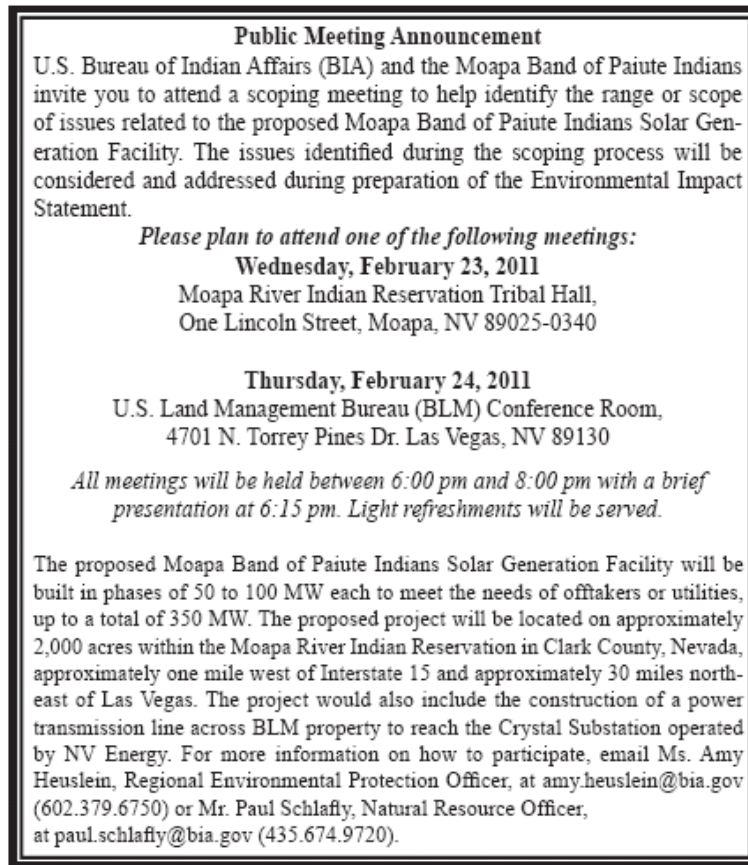 Public Meeting Announcement
U.S. Bureau of Indian Affairs (BIA) and the Moapa Band of Paiute Indians
invite you to attend a scoping meeting to help identify the range or scope
of issues related to the proposed Moapa Band of Paiute Indians Solar Gen-
eration Facility. The issues identified during the scoping process will be
considered and addressed during preparation of the Environmental Impact
Statement.
Please plan to attend one of the following meetings:
Wednesday, February 23, 2011
Moapa River Indian Reservation Tribal Hall,
One Lincoln Street, Moapa, NV 89025-0340
Thursday, February 24, 2011
U.S. Land Management Bureau (BLM) Conference Room,
4701 N. Torrey Pines Dr. Las Vegas, NV 89130
All meetings will be held between 6:00 pm and 8:00 pm with a brief
presentation at 6:15 pm. Light refreshments will be served.
The proposed Moapa Band of Paiute Indians Solar Generation Facility will be
built in phases of 50 to 100 MW each to meet the needs of offtakers or utilities,
up to a total of 350 MW. The proposed project will be located on approximately
2,000 acres within the Moapa River Indian Reservation in Clark County, Nevada,
approximately one mile west of Interstate 15 and approximately 30 miles north-
east of Las Vegas. The project would also include the construction of a power
transmission line across BLM property to reach the Crystal Substation operated
by NV Energy. For more information on how to participate, email Ms. Amy
Heuslein, Regional Environmental Protection Officer, at amy.heuslein@bia.gov
(602.379.6750) or Mr. Paul Schlafly, Natural Resource Officer,
at paul.schlafly@bia.gov (435.674.9720).